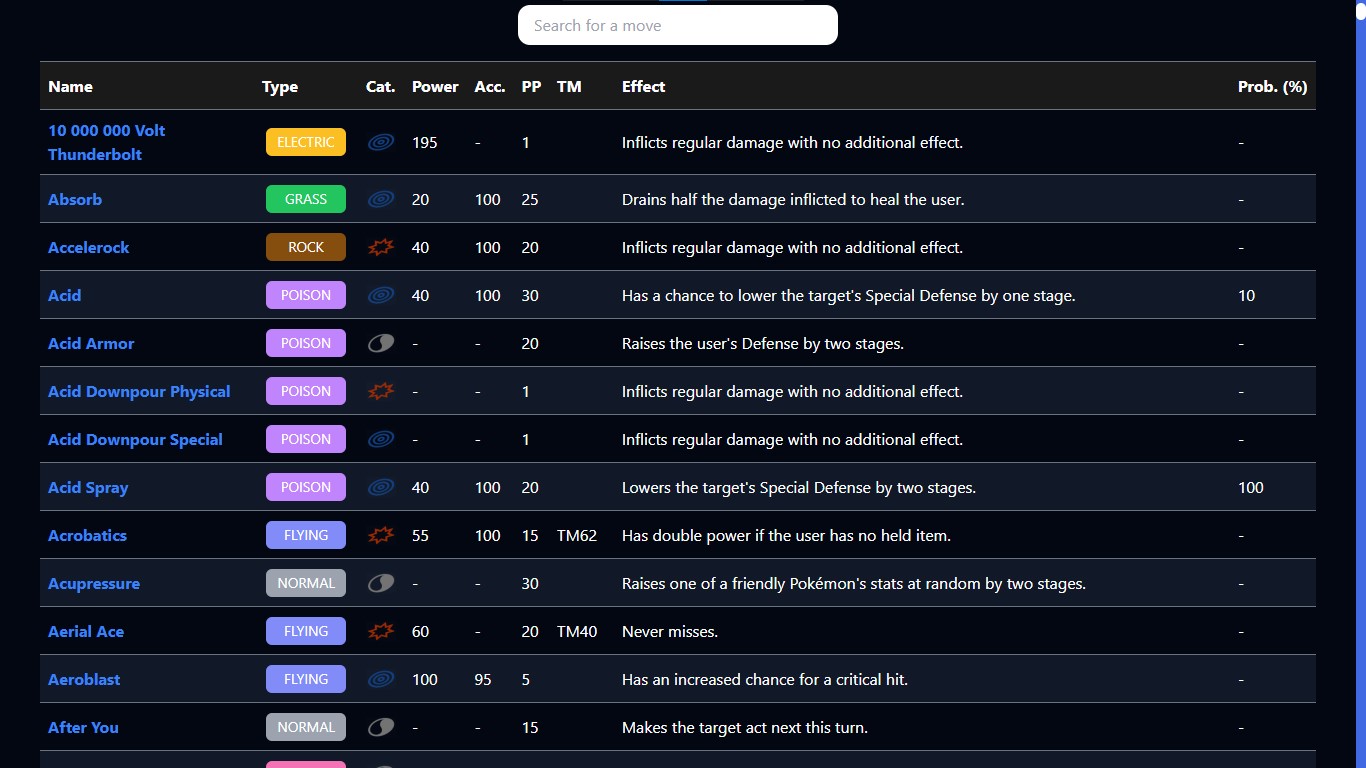 Search for a move
Name Type Cat. Power Acc. PP TM Effect Prob. (%)
10 000 000 Volt
Thunderbolt ELECTRIC 195 - 1 Inflicts regular damage with no additional effect. -
Absorb GRASS 20 100 25 Drains half the damage inflicted to heal the user. -
Accelerock ROCK 40 100 20 Inflicts regular damage with no additional effect. -
Acid POISON 40 100 30 Has a chance to lower the target's Special Defense by one stage. 10
Acid Armor POISON - - 20 Raises the user's Defense by two stages. -
Acid Downpour Physical POISON - - 1 Inflicts regular damage with no additional effect. -
Acid Downpour Special POISON - - 1 Inflicts regular damage with no additional effect. -
Acid Spray POISON 40 100 20 Lowers the target's Special Defense by two stages. 100
Acrobatics FLYING 55 100 15 TM62 Has double power if the user has no held item. -
Acupressure NORMAL - - 30 Raises one of a friendly Pokémon's stats at random by two stages. -
Aerial Ace FLYING 60 - 20 TM40 Never misses. -
Aeroblast FLYING 100 95 5 Has an increased chance for a critical hit. -
After You NORMAL - - 15 Makes the target act next this turn. -